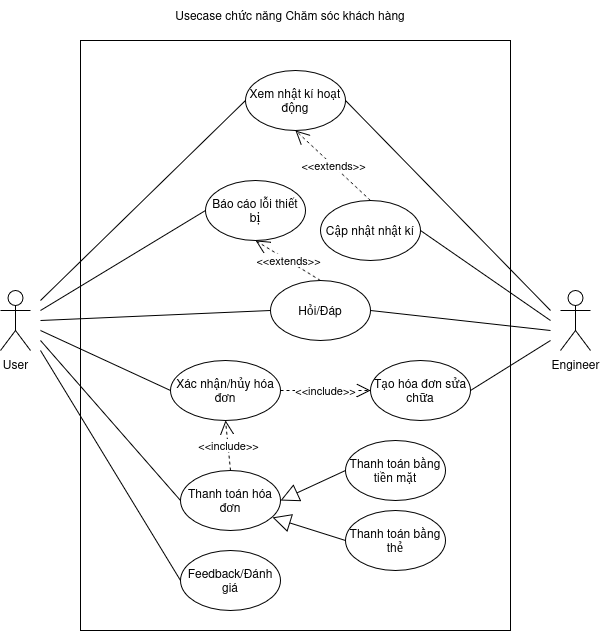 Usecase chức năng Chăm sóc khách hàng
Xem nhật kí hoạt
động
<<extends>>
Báo cáo lỗi thiết
bị
Cập nhật nhật kí
<<extends>>
Hỏi/Đáp
User
Engineer
Xác nhận/hủy hóa
đơn
<<include>>
Tạo hóa đơn sửa
chữa
<<include>>
Thanh toán bằng
tiền mặt
Thanh toán hóa
đơn
Thanh toán bằng
thẻ
Feedback/Đánh
giá